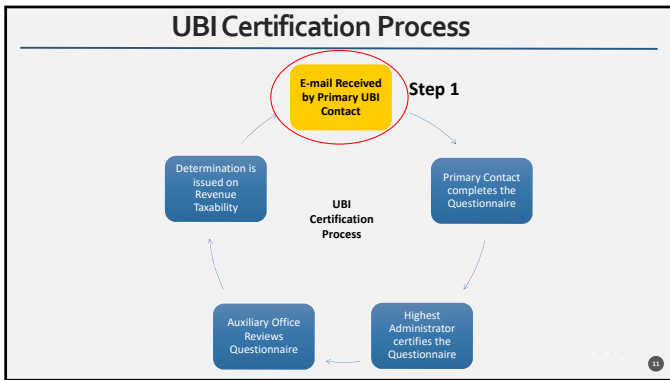 UBI Certification Process
E-mail Received
by Primary UBI
Contact
Step 1
Primary Contact
completes the
Questionnaire
Highest
Administrator
certifies the
Questionnaire
Auxiliary Office
Reviews
Questionnaire
Determination is
issued on
Revenue
Taxability
UBI
Certification
Process
11